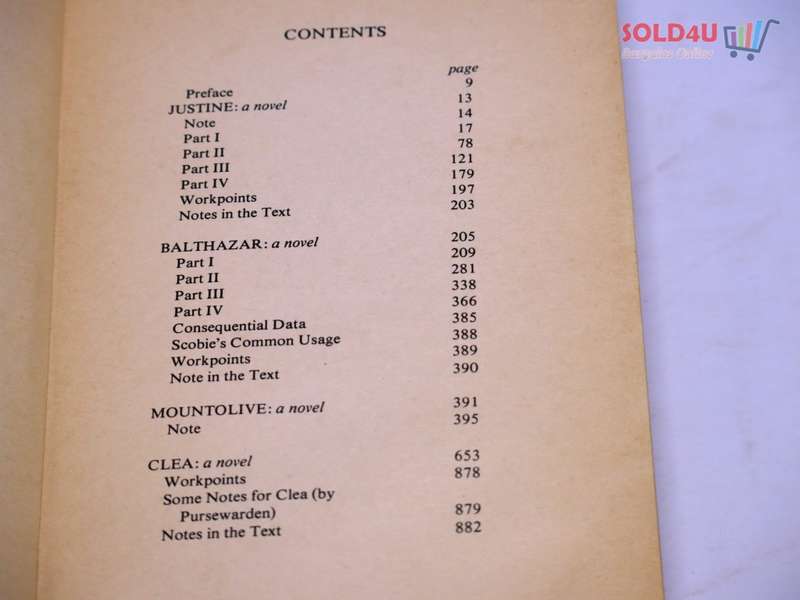 CONTENTS
page
Preface 9
JUSTINE: a novel 13
Note 14
Part I 17
Part II 78
Part III 121
Part IV 179
Workpoints 197
Notes in the Text 203
BALTHAZAR: a novel 205
Part I 209
Part II 281
Part III 338
Part IV 366
Consequential Data 385
Scobie's Common Usage 388
Workpoints 389
Note in the Text 390
MOUNTOLIVE: a novel 391
Note 395
CLEA: a novel 653
Workpoints 878
Some Notes for Clea (by
Pursewarden) 879
Notes in the Text 882
SOLD4U
Bargains Online